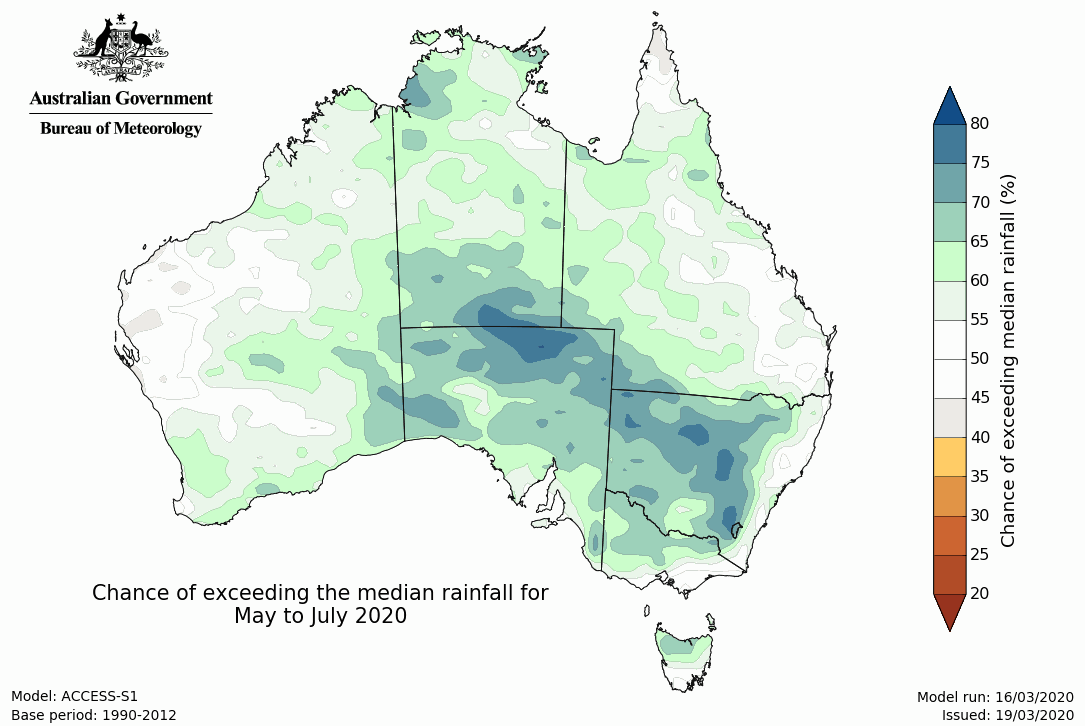 Australian Government
Bureau of Meteorology
80
75
70
65
60
55
50
45
40
35
30
25
20
Chance of exceeding median rainfall (%)
Chance of exceeding the median rainfall for
May to July 2020
Model: ACCESS-S1
Base period: 1990-2012
Model run: 16/03/2020
Issued: 19/03/2020